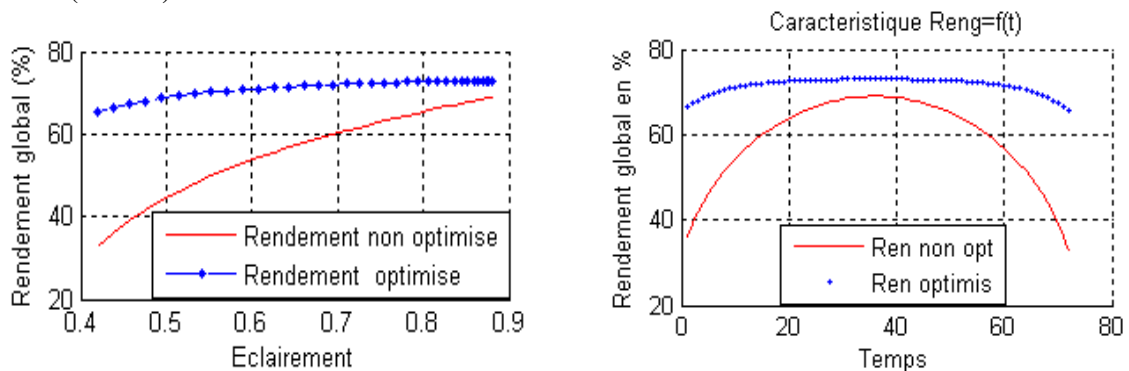 Rendement global (%)
80
60
40
20
0.4
0.5
0.6
0.7
0.8
0.9
Eclairement
Rendement non optimise
Rendement optimise
Caracteristique Reng=f(t)
Rendement global en %
80
60
40
20
0
20
40
60
80
Temps
Ren non opt
Ren optimis